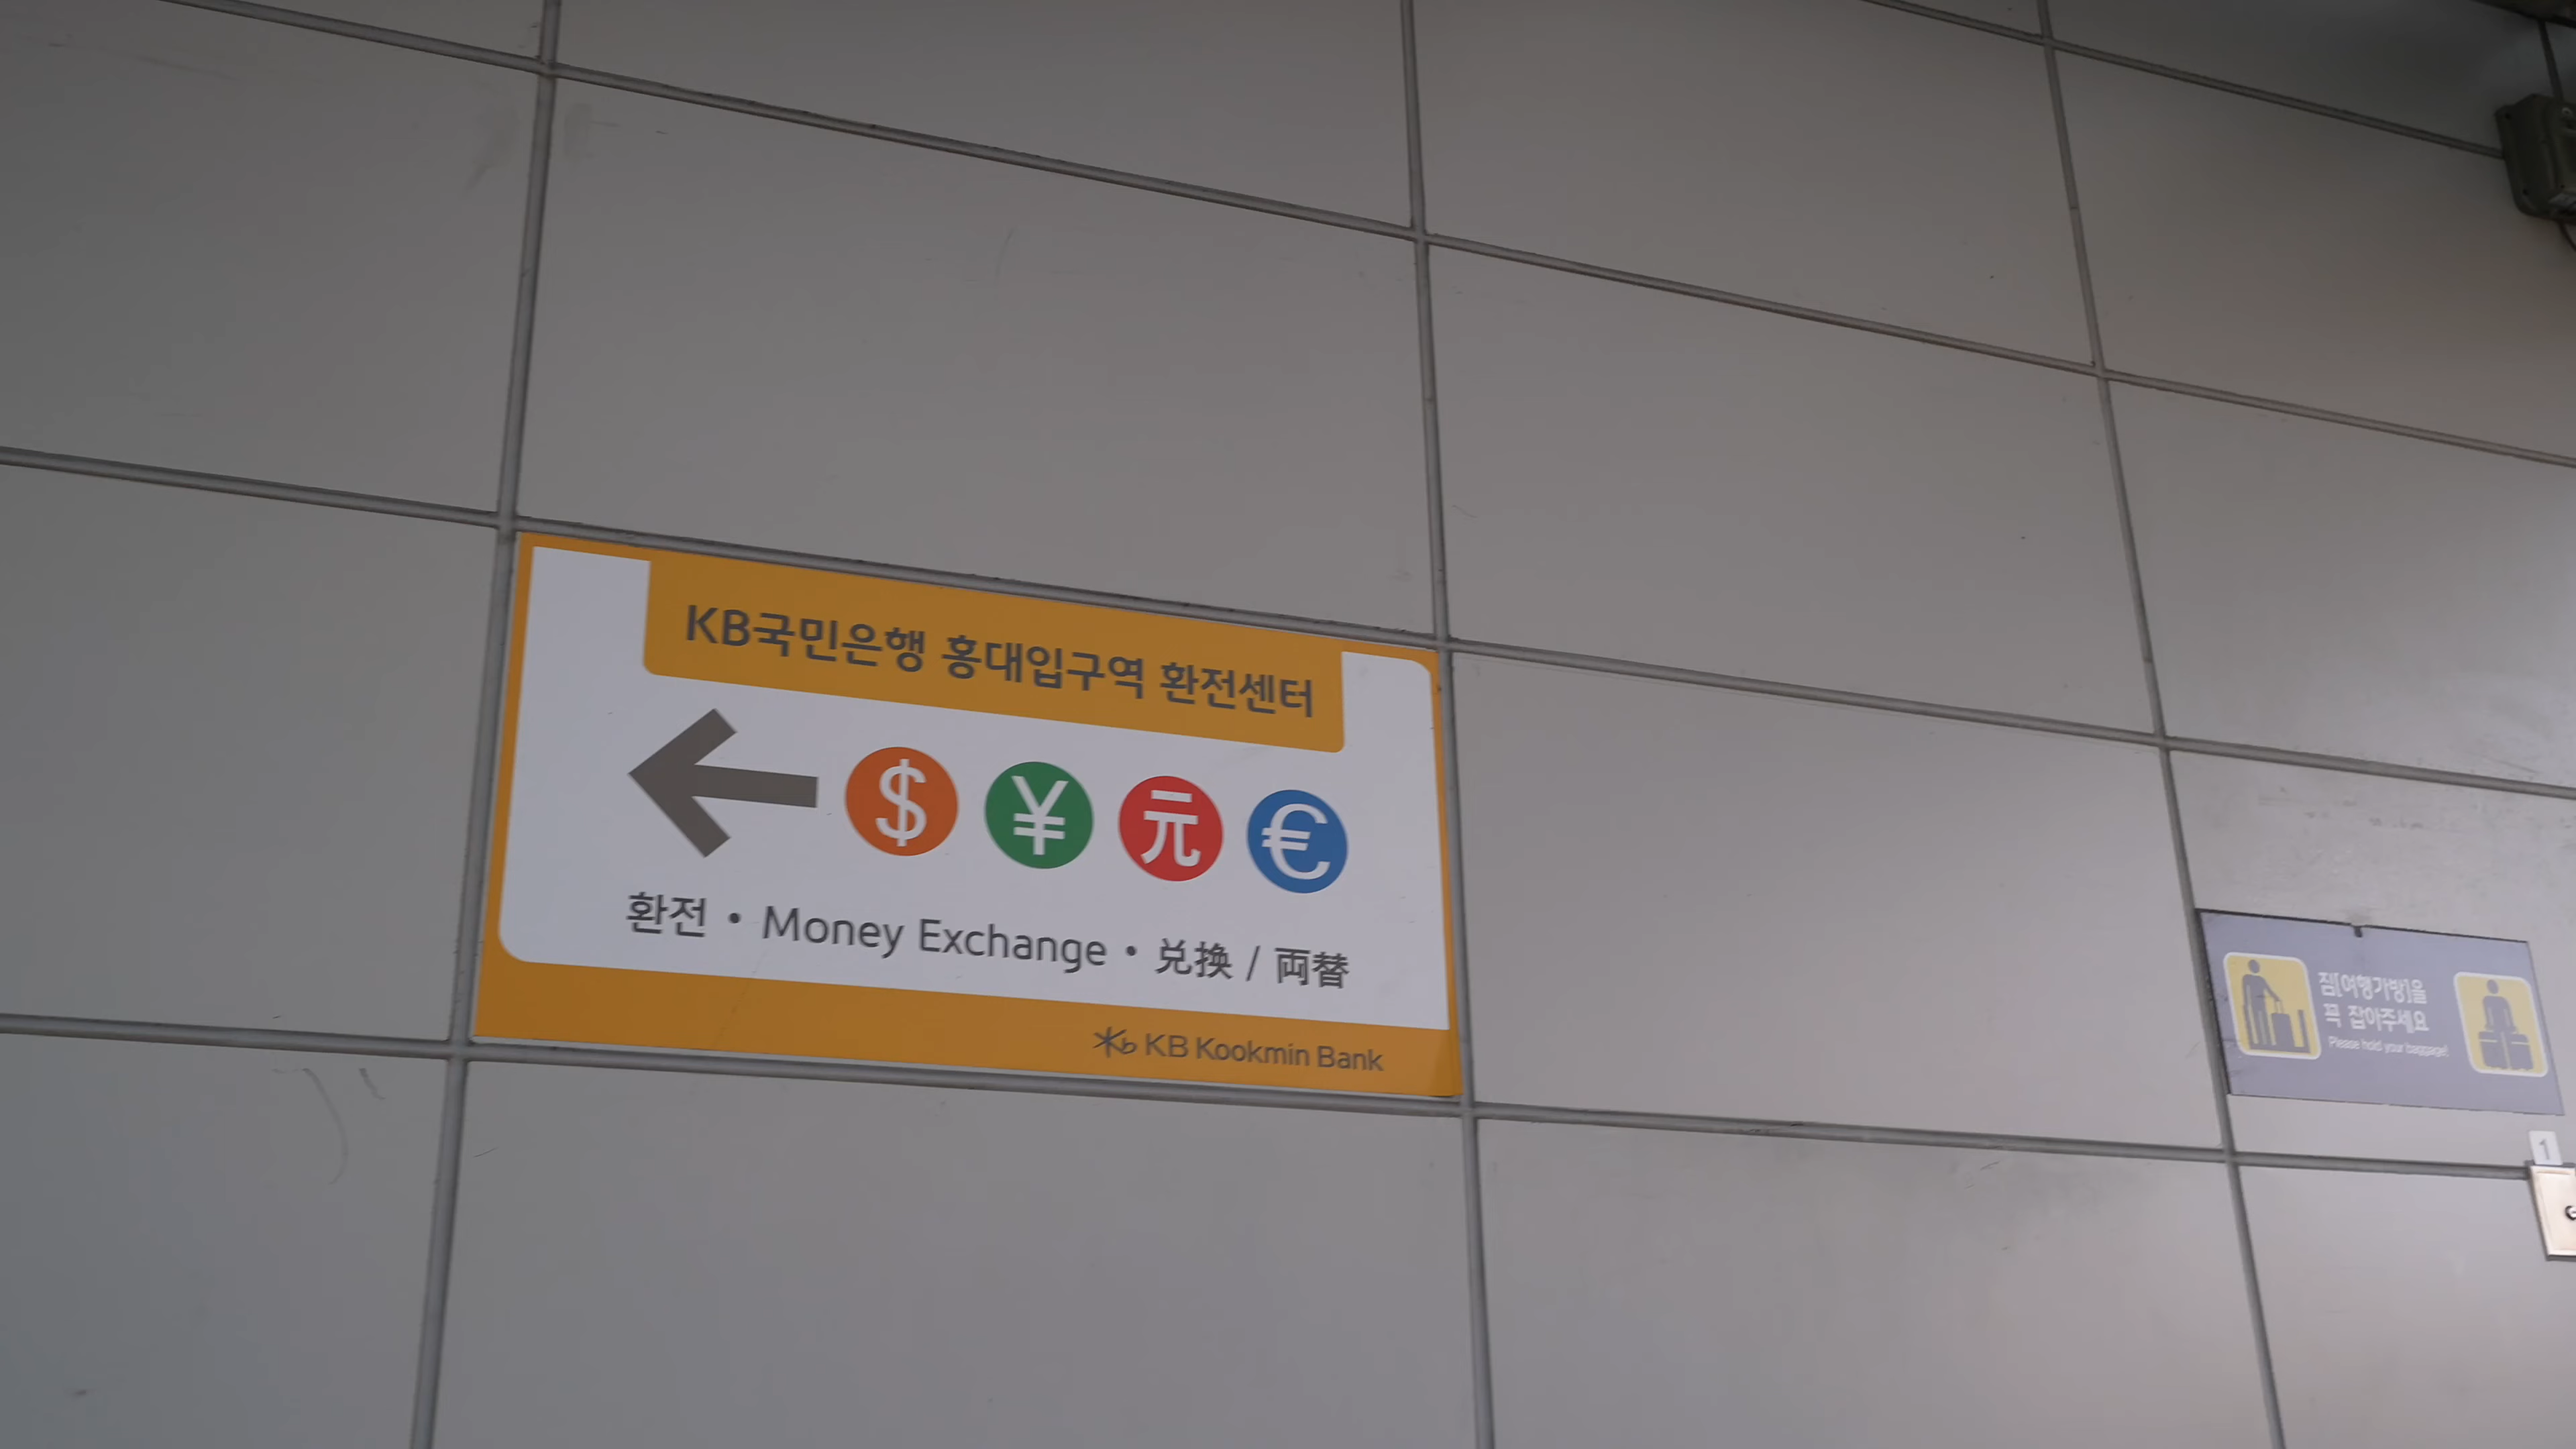 KB국민은행 홍대입구역 환전센터
$ ¥ 元 €
환전 • Money Exchange • 兑换 / 両替
KB Kookmin Bank
짐[여행가방]을
꼭 잡아주세요
Please hold your baggage!
1